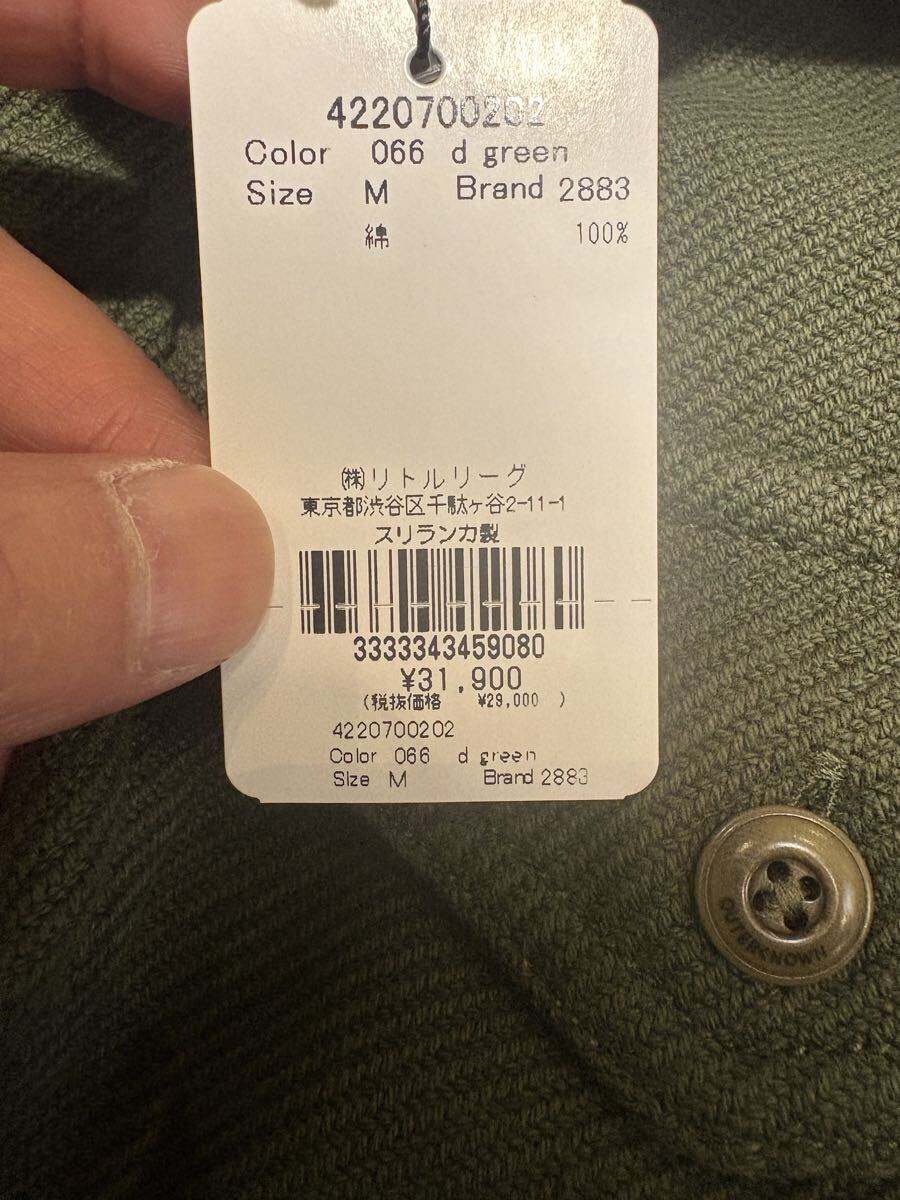 4220700202
Color 066 d green
Size M Brand 2883
綿 100%
㈱リトルリーグ
東京都渋谷区千駄ヶ谷2-11-1
スリランカ製
3333343459080
¥31,900
(税抜価格 ¥29,000 )
4220700202
Color 066 d green
Size M Brand 2883
OUTERKNOWN